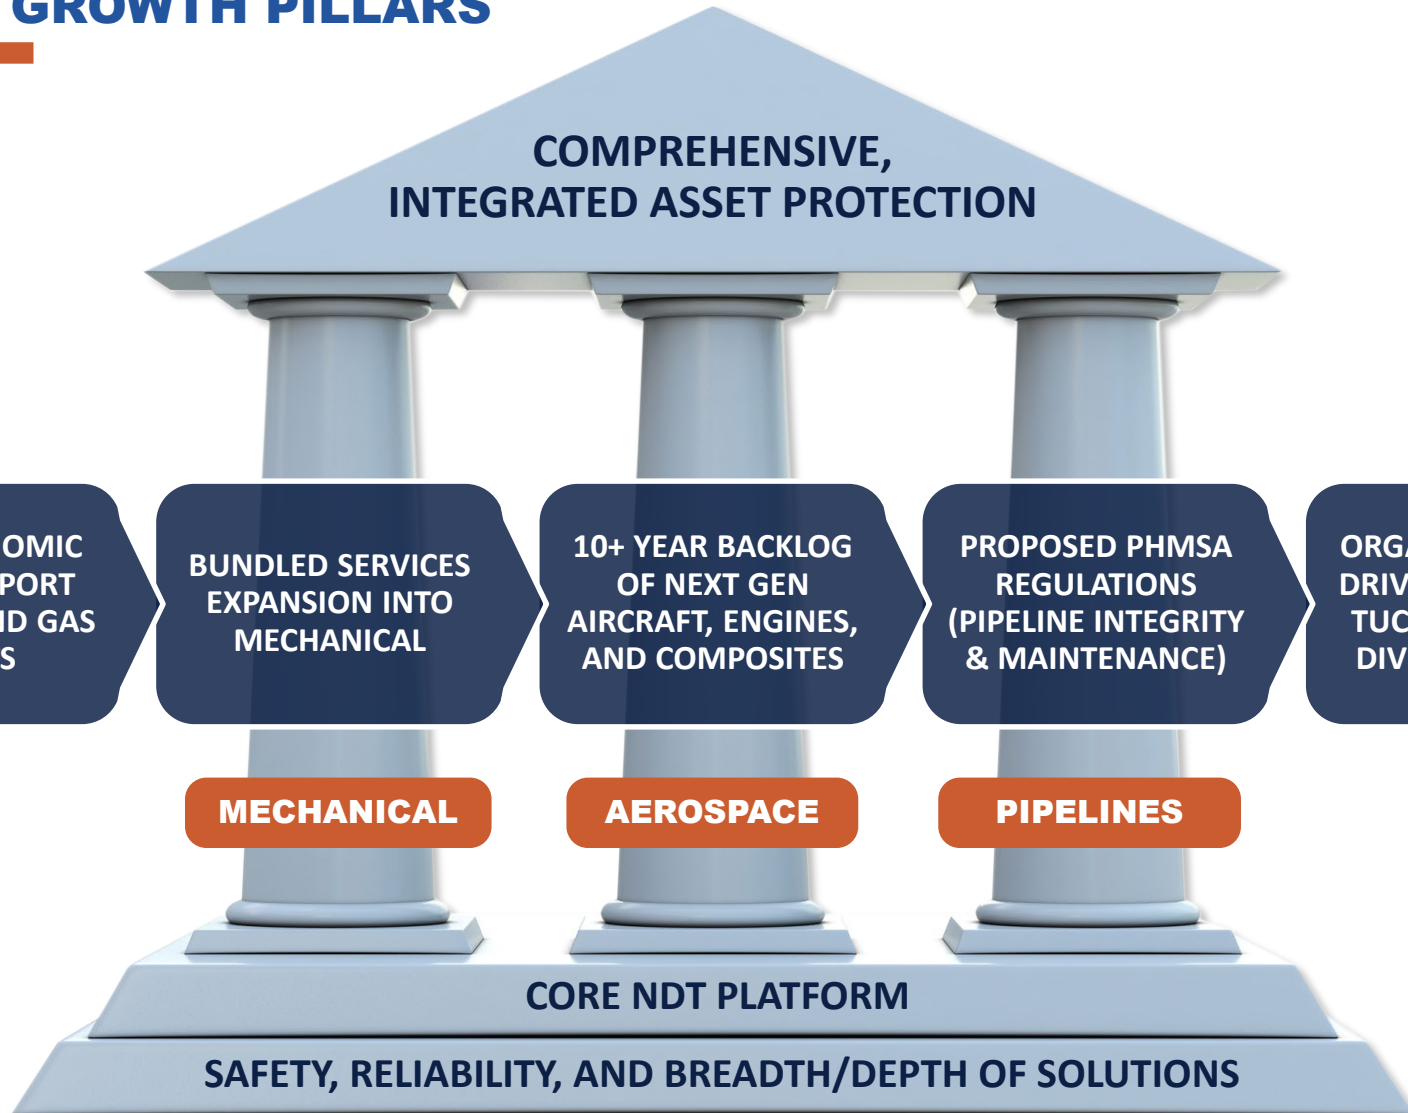 GROWTH PILLARS
COMPREHENSIVE,
INTEGRATED ASSET PROTECTION
BUNDLED SERVICES
EXPANSION INTO
MECHANICAL
10+ YEAR BACKLOG
OF NEXT GEN
AIRCRAFT, ENGINES,
AND COMPOSITES
PROPOSED PHMSA
REGULATIONS
(PIPELINE INTEGRITY
& MAINTENANCE)
GAS
MECHANICAL
AEROSPACE
PIPELINES
CORE NDT PLATFORM
SAFETY, RELIABILITY, AND BREADTH/DEPTH OF SOLUTIONS